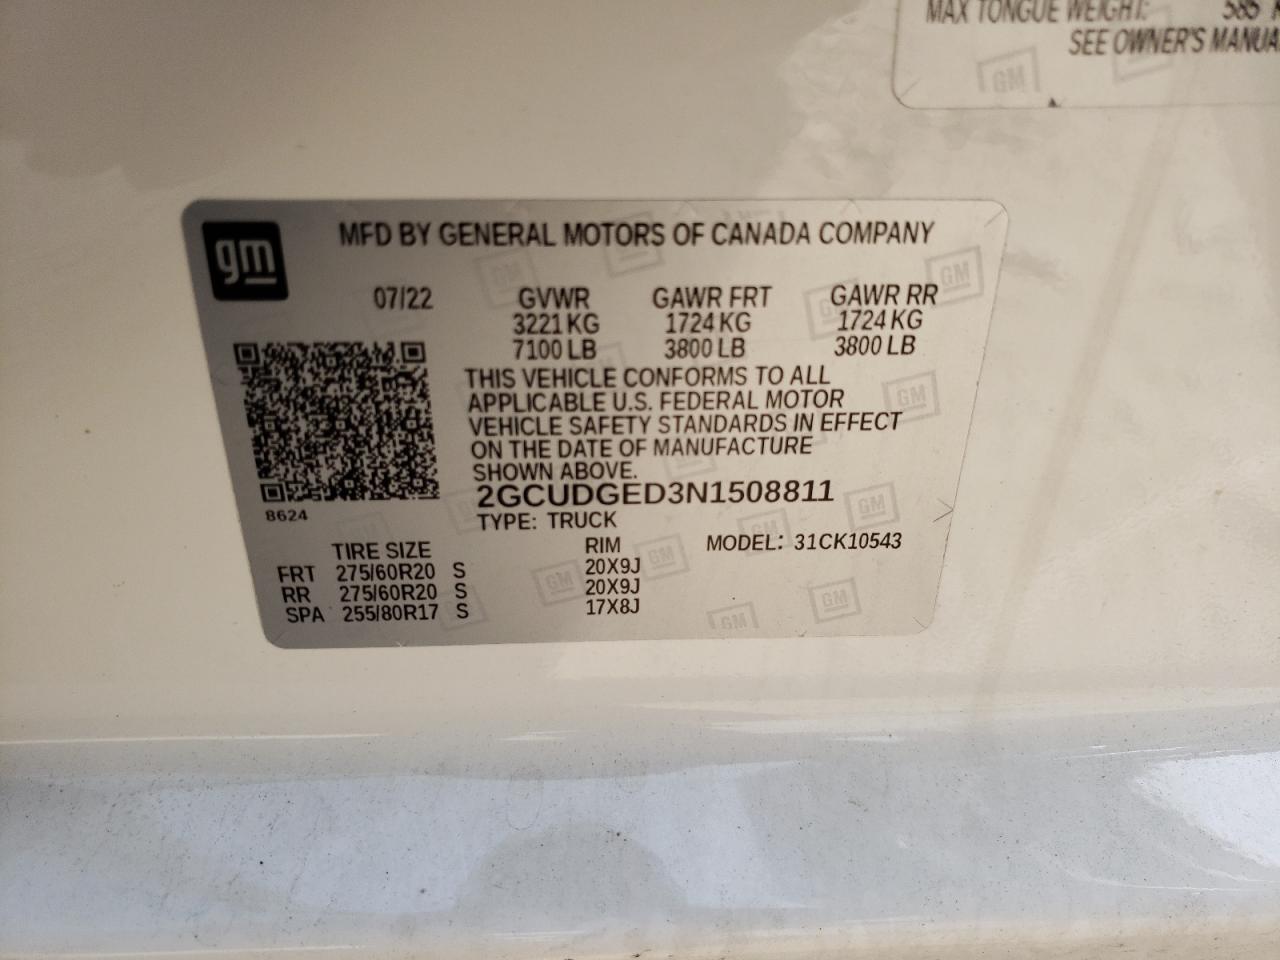 MAX TONGUE WEIGHT: 585
SEE OWNER'S
gm
MFD BY GENERAL MOTORS OF CANADA COMPANY
07/22 GVWR GAWR FRT GAWR RR
3221 KG 1724 KG 1724 KG
7100 LB 3800 LB 3800 LB
THIS VEHICLE CONFORMS TO ALL
APPLICABLE U.S. FEDERAL MOTOR
VEHICLE SAFETY STANDARDS IN EFFECT
ON THE DATE OF MANUFACTURE
SHOWN ABOVE.
2GCUDGED3N1508811
8624
TYPE: TRUCK
TIRE SIZE RIM MODEL: 31CK10543
FRT 275/60R20 S 20X9J
RR 275/60R20 S 20X9J
SPA 255/80R17 S 17X8J